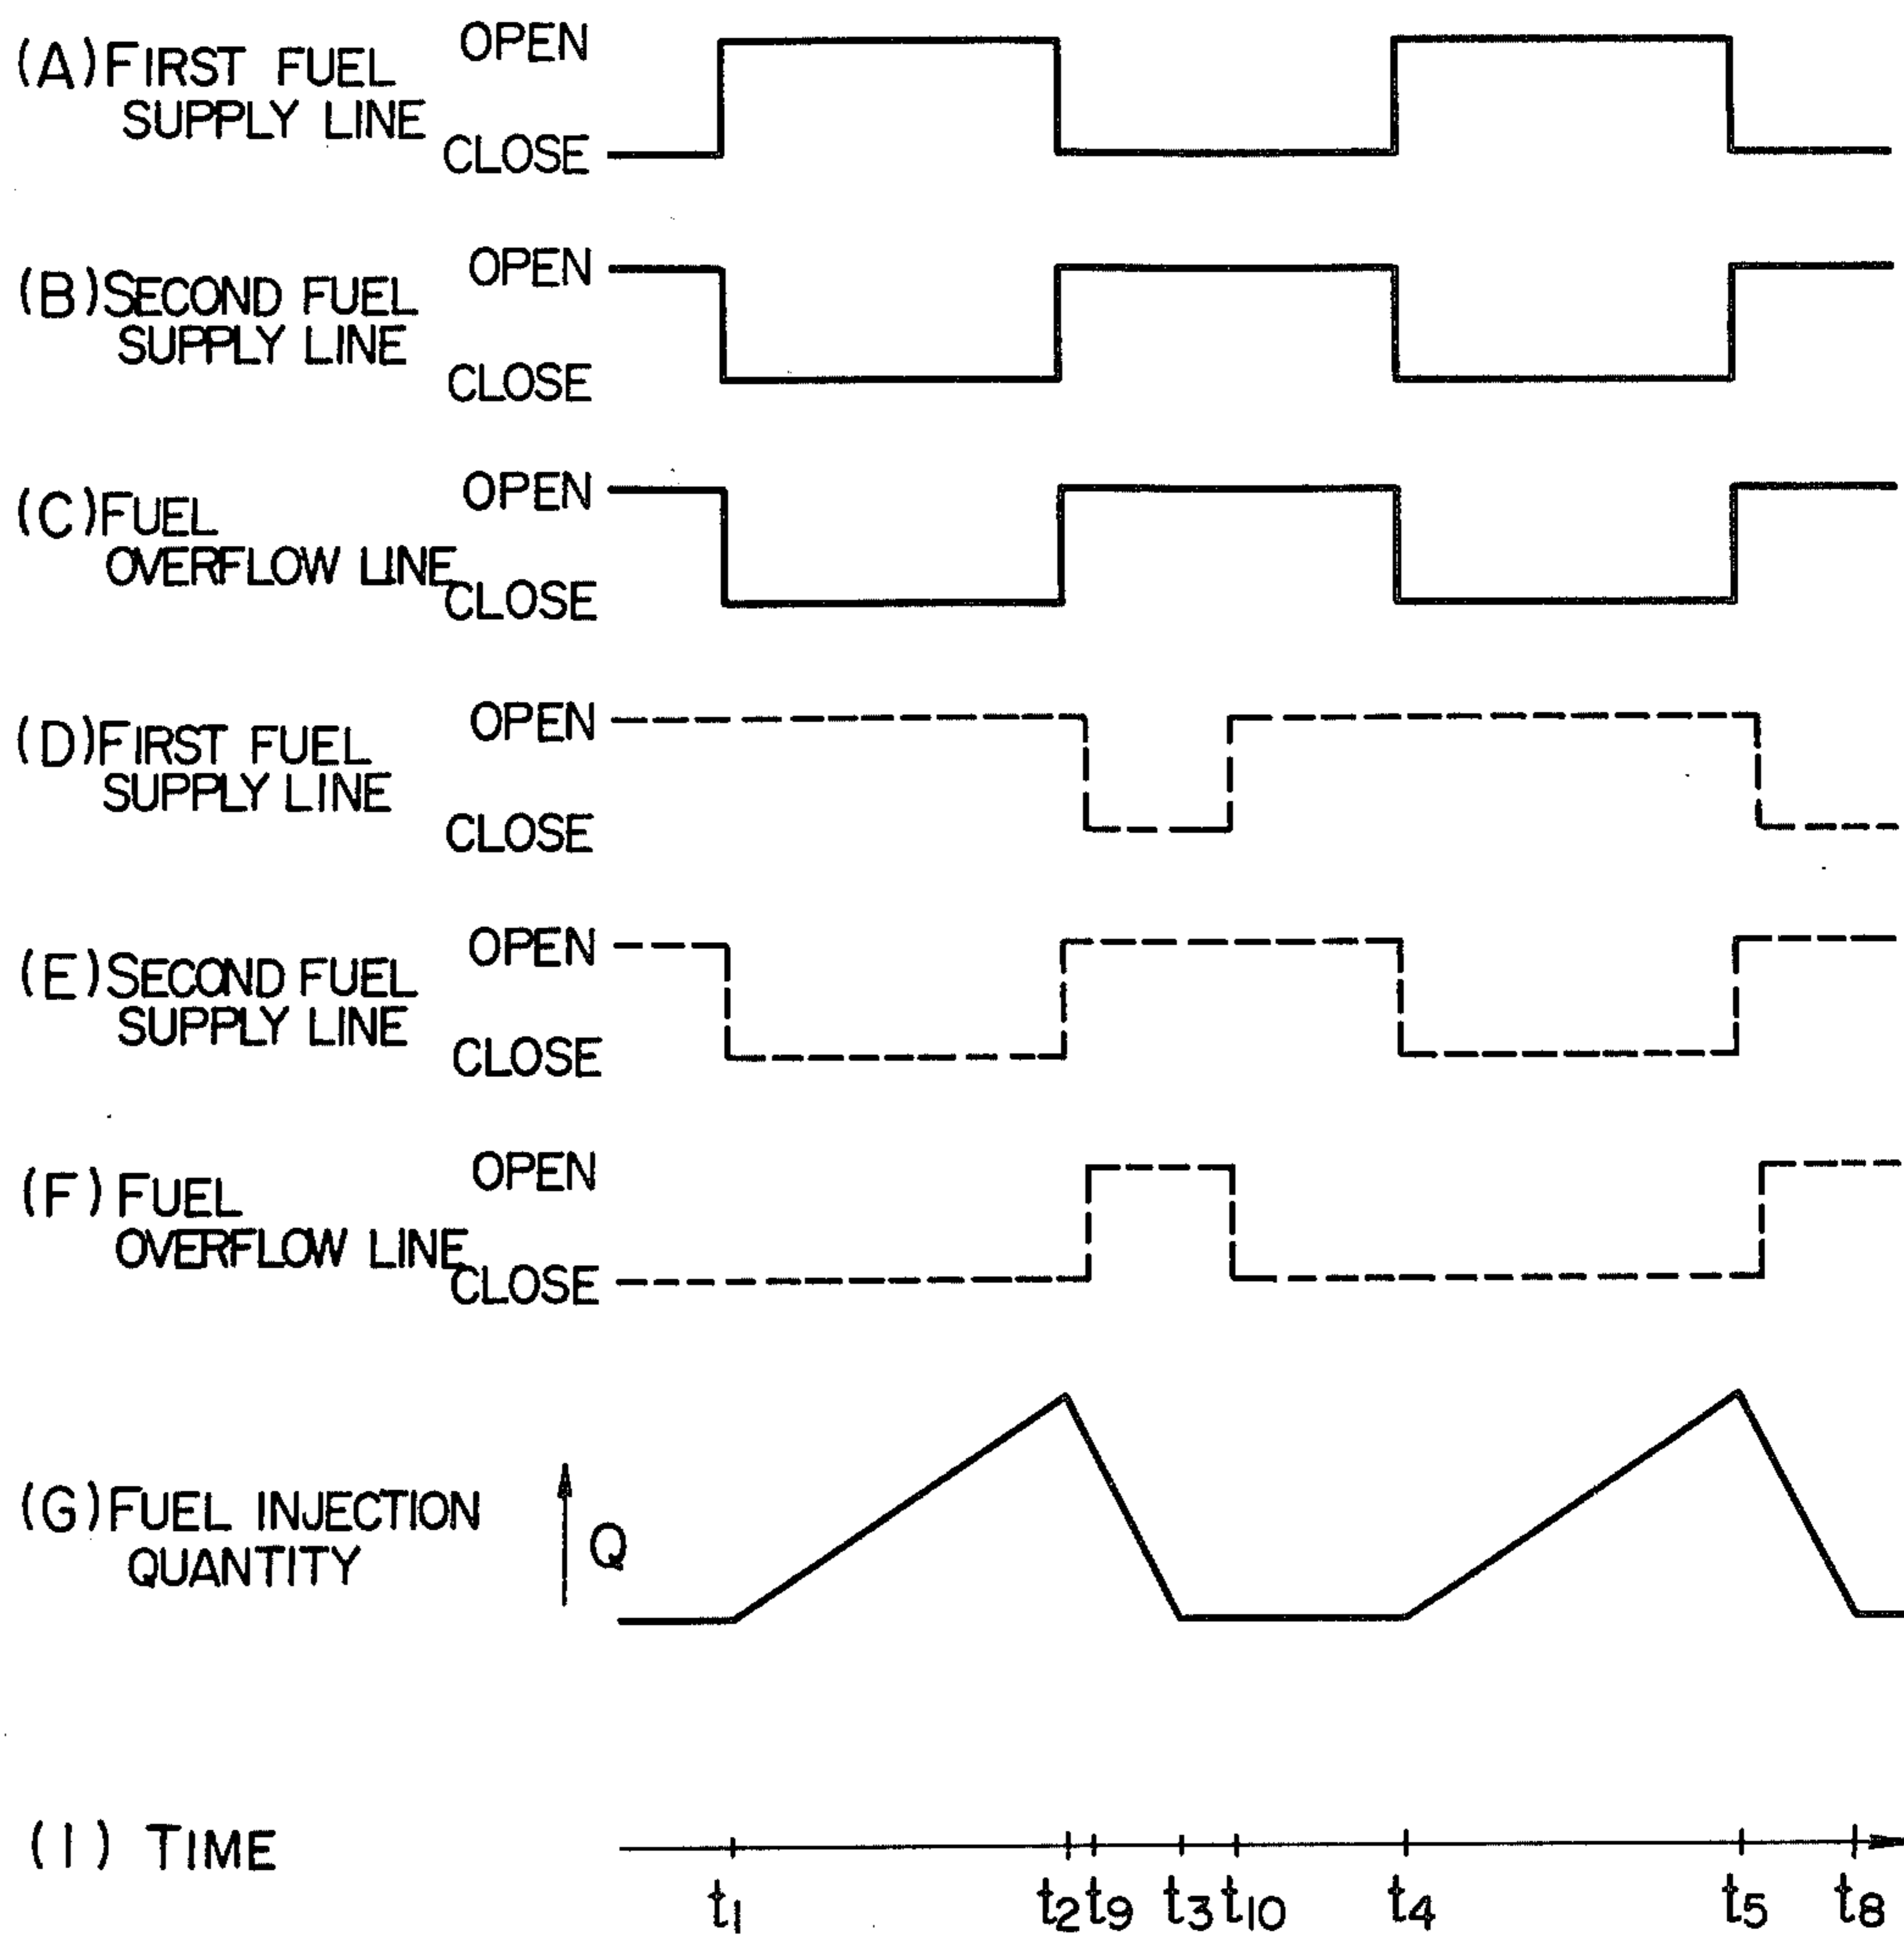 (A) FIRST FUEL
SUPPLY LINE
OPEN
CLOSE
(B) SECOND FUEL
SUPPLY LINE
OPEN
CLOSE
(C) FUEL
OVERFLOW LINE
OPEN
CLOSE
(D) FIRST FUEL
SUPPLY LINE
OPEN
CLOSE
(E) SECOND FUEL
SUPPLY LINE
OPEN
CLOSE
(F) FUEL
OVERFLOW LINE
OPEN
CLOSE
(G) FUEL INJECTION
QUANTITY
Q
(I) TIME
t1 t2 t9 t3 t10 t4 t5 t8